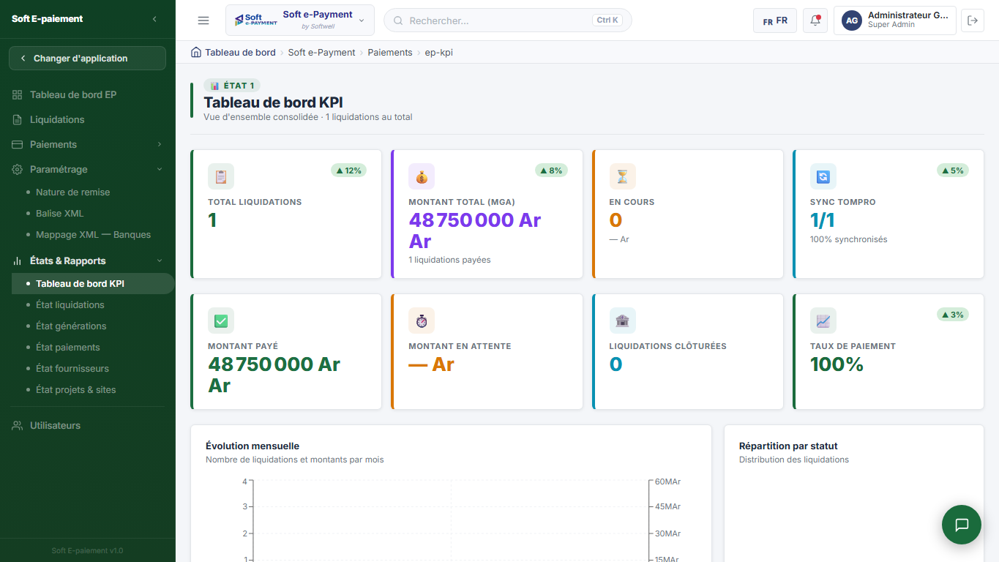 Soft E-paiement
Changer d'application
Tableau de bord EP
Liquidations
Paiements
Paramétrage
Nature de remise
Balise XML
Mappage XML — Banques
États & Rapports
Tableau de bord KPI
État liquidations
État générations
État paiements
État fournisseurs
État projets & sites
Utilisateurs
Soft E-paiement v1.0
Soft e-PAYMENT
Soft e-Payment
by Softwell
Rechercher...
Ctrl K
FR FR
AG
Administrateur G...
Super Admin
Tableau de bord › Soft e-Payment › Paiements › ep-kpi
ÉTAT 1
Tableau de bord KPI
Vue d'ensemble consolidée · 1 liquidations au total
▲ 12%
TOTAL LIQUIDATIONS
1
▲ 8%
MONTANT TOTAL (MGA)
48 750 000 Ar
Ar
1 liquidations payées
EN COURS
0
— Ar
▲ 5%
SYNC TOMPRO
1/1
100% synchronisés
MONTANT PAYÉ
48 750 000 Ar
Ar
MONTANT EN ATTENTE
— Ar
LIQUIDATIONS CLÔTURÉES
0
▲ 3%
TAUX DE PAIEMENT
100%
Évolution mensuelle
Nombre de liquidations et montants par mois
4
3
2
1
60MAr
45MAr
30MAr
15MAr
Répartition par statut
Distribution des liquidations